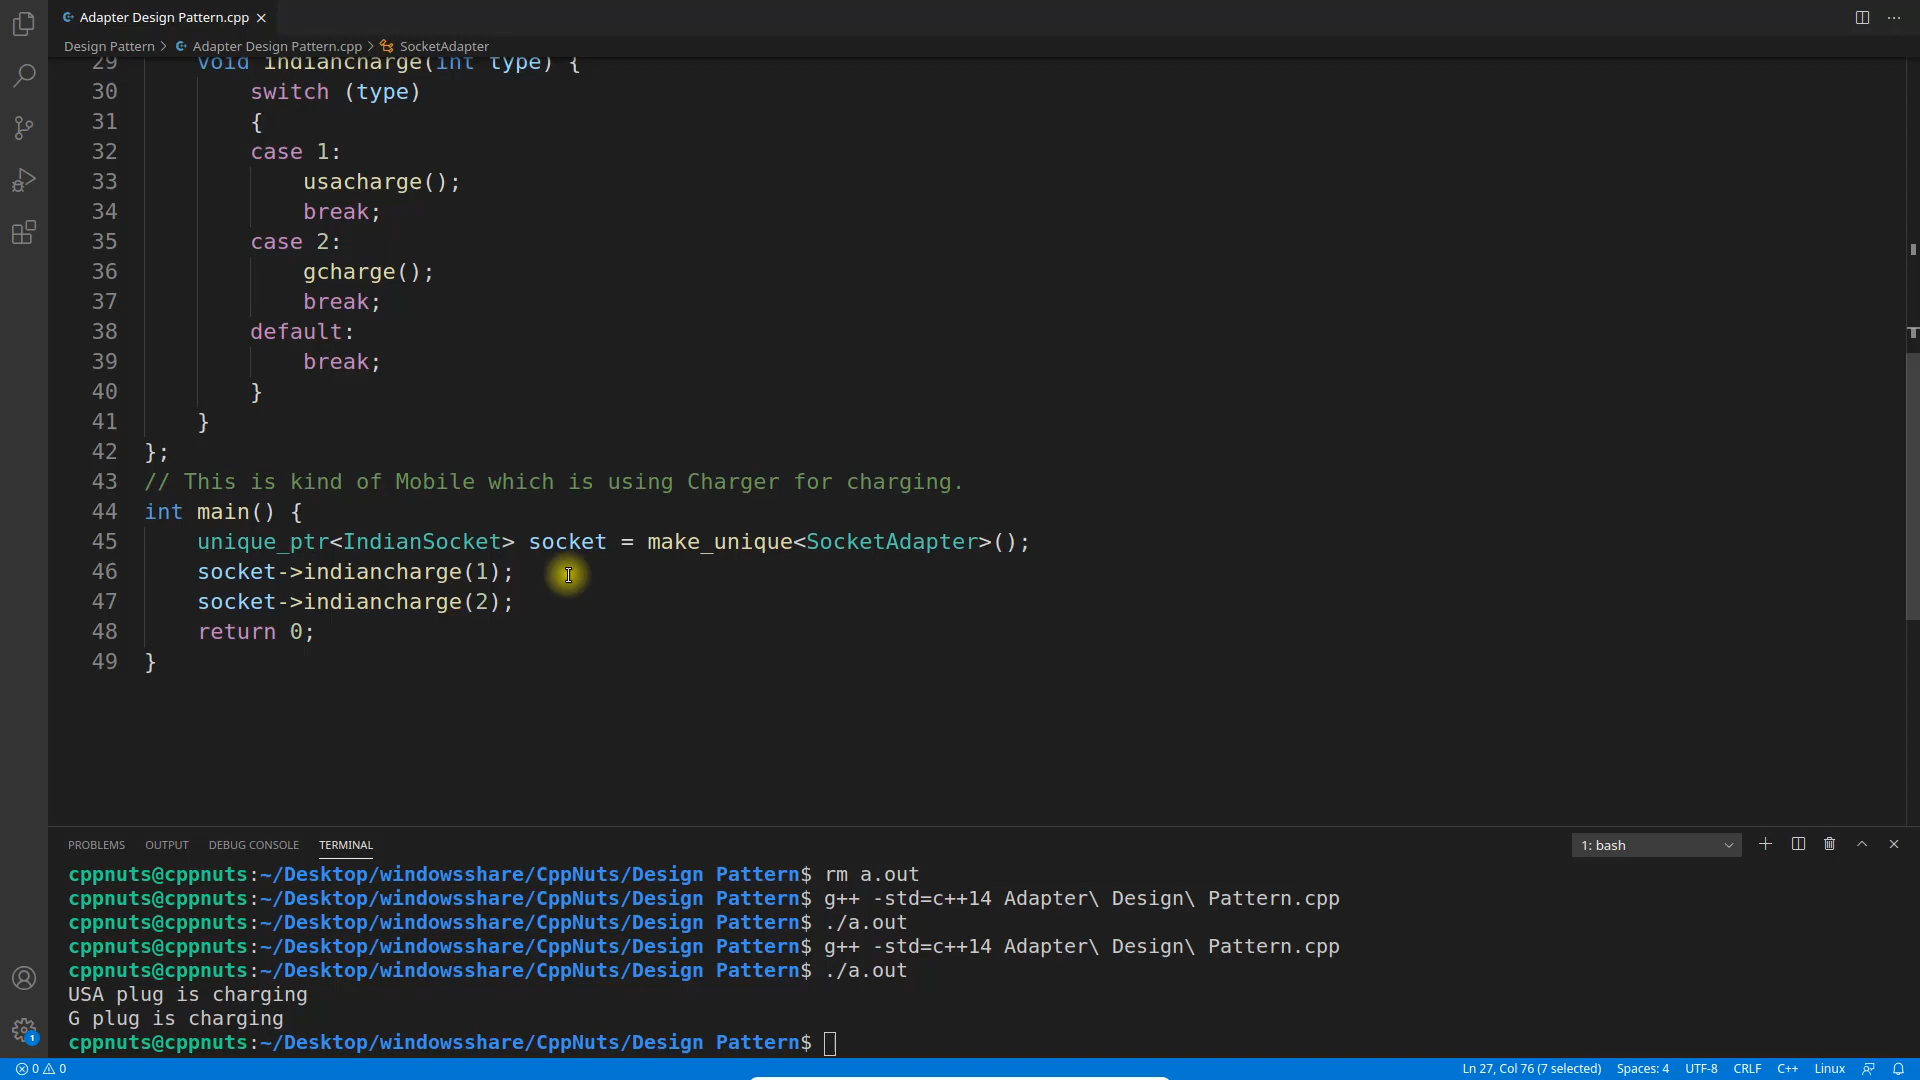 Adapter Design Pattern.cpp
Design Pattern > Adapter Design Pattern.cpp > SocketAdapter
29 void indiancharge(int type) {
30 switch (type)
31 {
32 case 1:
33 usacharge();
34 break;
35 case 2:
36 gcharge();
37 break;
38 default:
39 break;
40 }
41 }
42 };
43 // This is kind of Mobile which is using Charger for charging.
44 int main() {
45 unique_ptr<IndianSocket> socket = make_unique<SocketAdapter>();
46 socket->indiancharge(1);
47 socket->indiancharge(2);
48 return 0;
49 }
PROBLEMS OUTPUT DEBUG CONSOLE TERMINAL 1: bash
cppnuts@cppnuts:~/Desktop/windowsshare/CppNuts/Design Pattern$ rm a.out
cppnuts@cppnuts:~/Desktop/windowsshare/CppNuts/Design Pattern$ g++ -std=c++14 Adapter\ Design\ Pattern.cpp
cppnuts@cppnuts:~/Desktop/windowsshare/CppNuts/Design Pattern$ ./a.out
cppnuts@cppnuts:~/Desktop/windowsshare/CppNuts/Design Pattern$ g++ -std=c++14 Adapter\ Design\ Pattern.cpp
cppnuts@cppnuts:~/Desktop/windowsshare/CppNuts/Design Pattern$ ./a.out
USA plug is charging
G plug is charging
cppnuts@cppnuts:~/Desktop/windowsshare/CppNuts/Design Pattern$
1
0 0 Ln 27, Col 76 (7 selected) Spaces: 4 UTF-8 CRLF C++ Linux